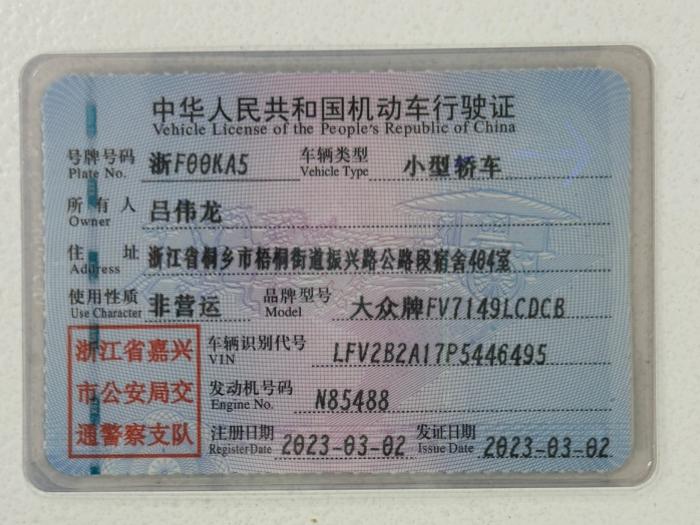 中华人民共和国机动车行驶证
Vehicle License of the People's Republic of China
号牌号码 浙F00KA5 车辆类型 小型轿车
Plate No. Vehicle Type
所有人 吕伟龙
Owner
住址 浙江省桐乡市梧桐街道振兴路公路段宿舍404室
Address
使用性质 非营运 品牌型号 大众牌FV7149LCDCB
Use Character Model
浙江省嘉兴
市公安局交
通警察支队
车辆识别代号 LFV2B2A17P5446495
VIN
发动机号码 N85488
Engine No.
注册日期 2023-03-02 发证日期 2023-03-02
Register Date Issue Date